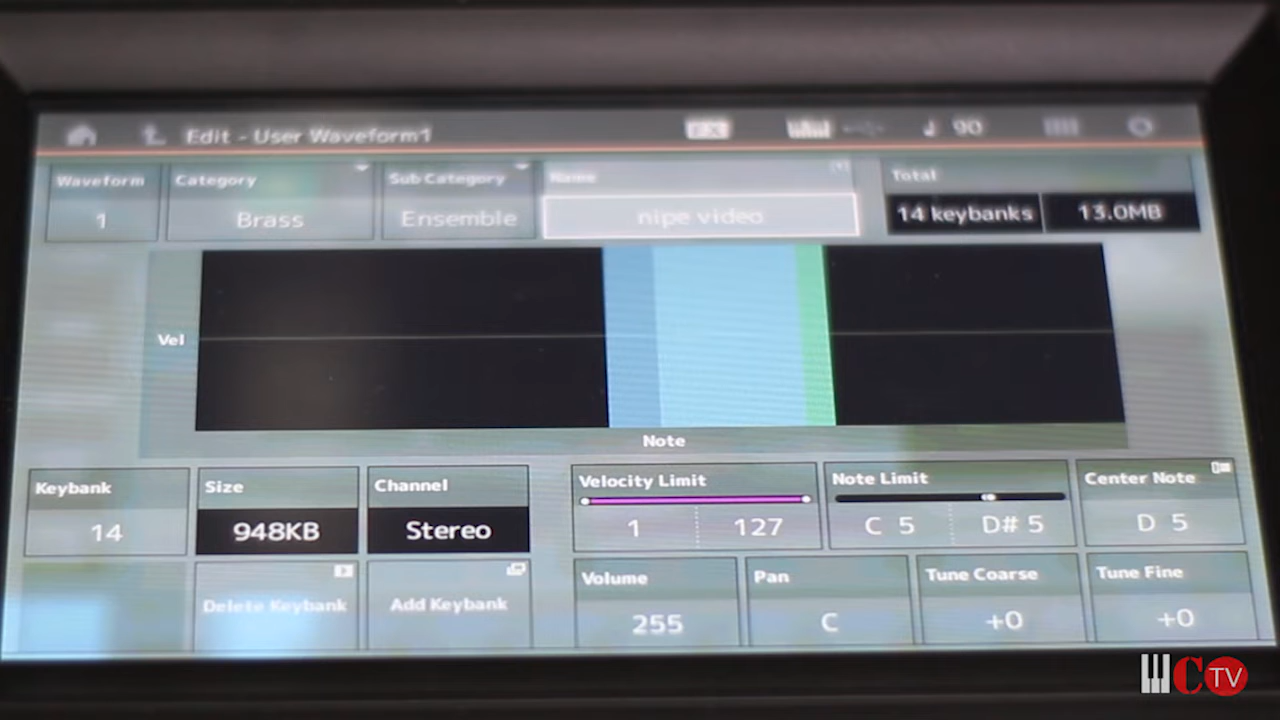 Edit - User Waveform1
FX
90
Waveform
Category
Sub Category
Name
Total
1
Brass
Ensemble
nipe video
14 keybanks
13.0MB
Vel
Note
Keybank
Size
Channel
Velocity Limit
Note Limit
Center Note
14
948KB
Stereo
1
127
C 5
D# 5
D 5
Delete Keybank
Add Keybank
Volume
Pan
Tune Coarse
Tune Fine
255
C
+0
+0
C TV